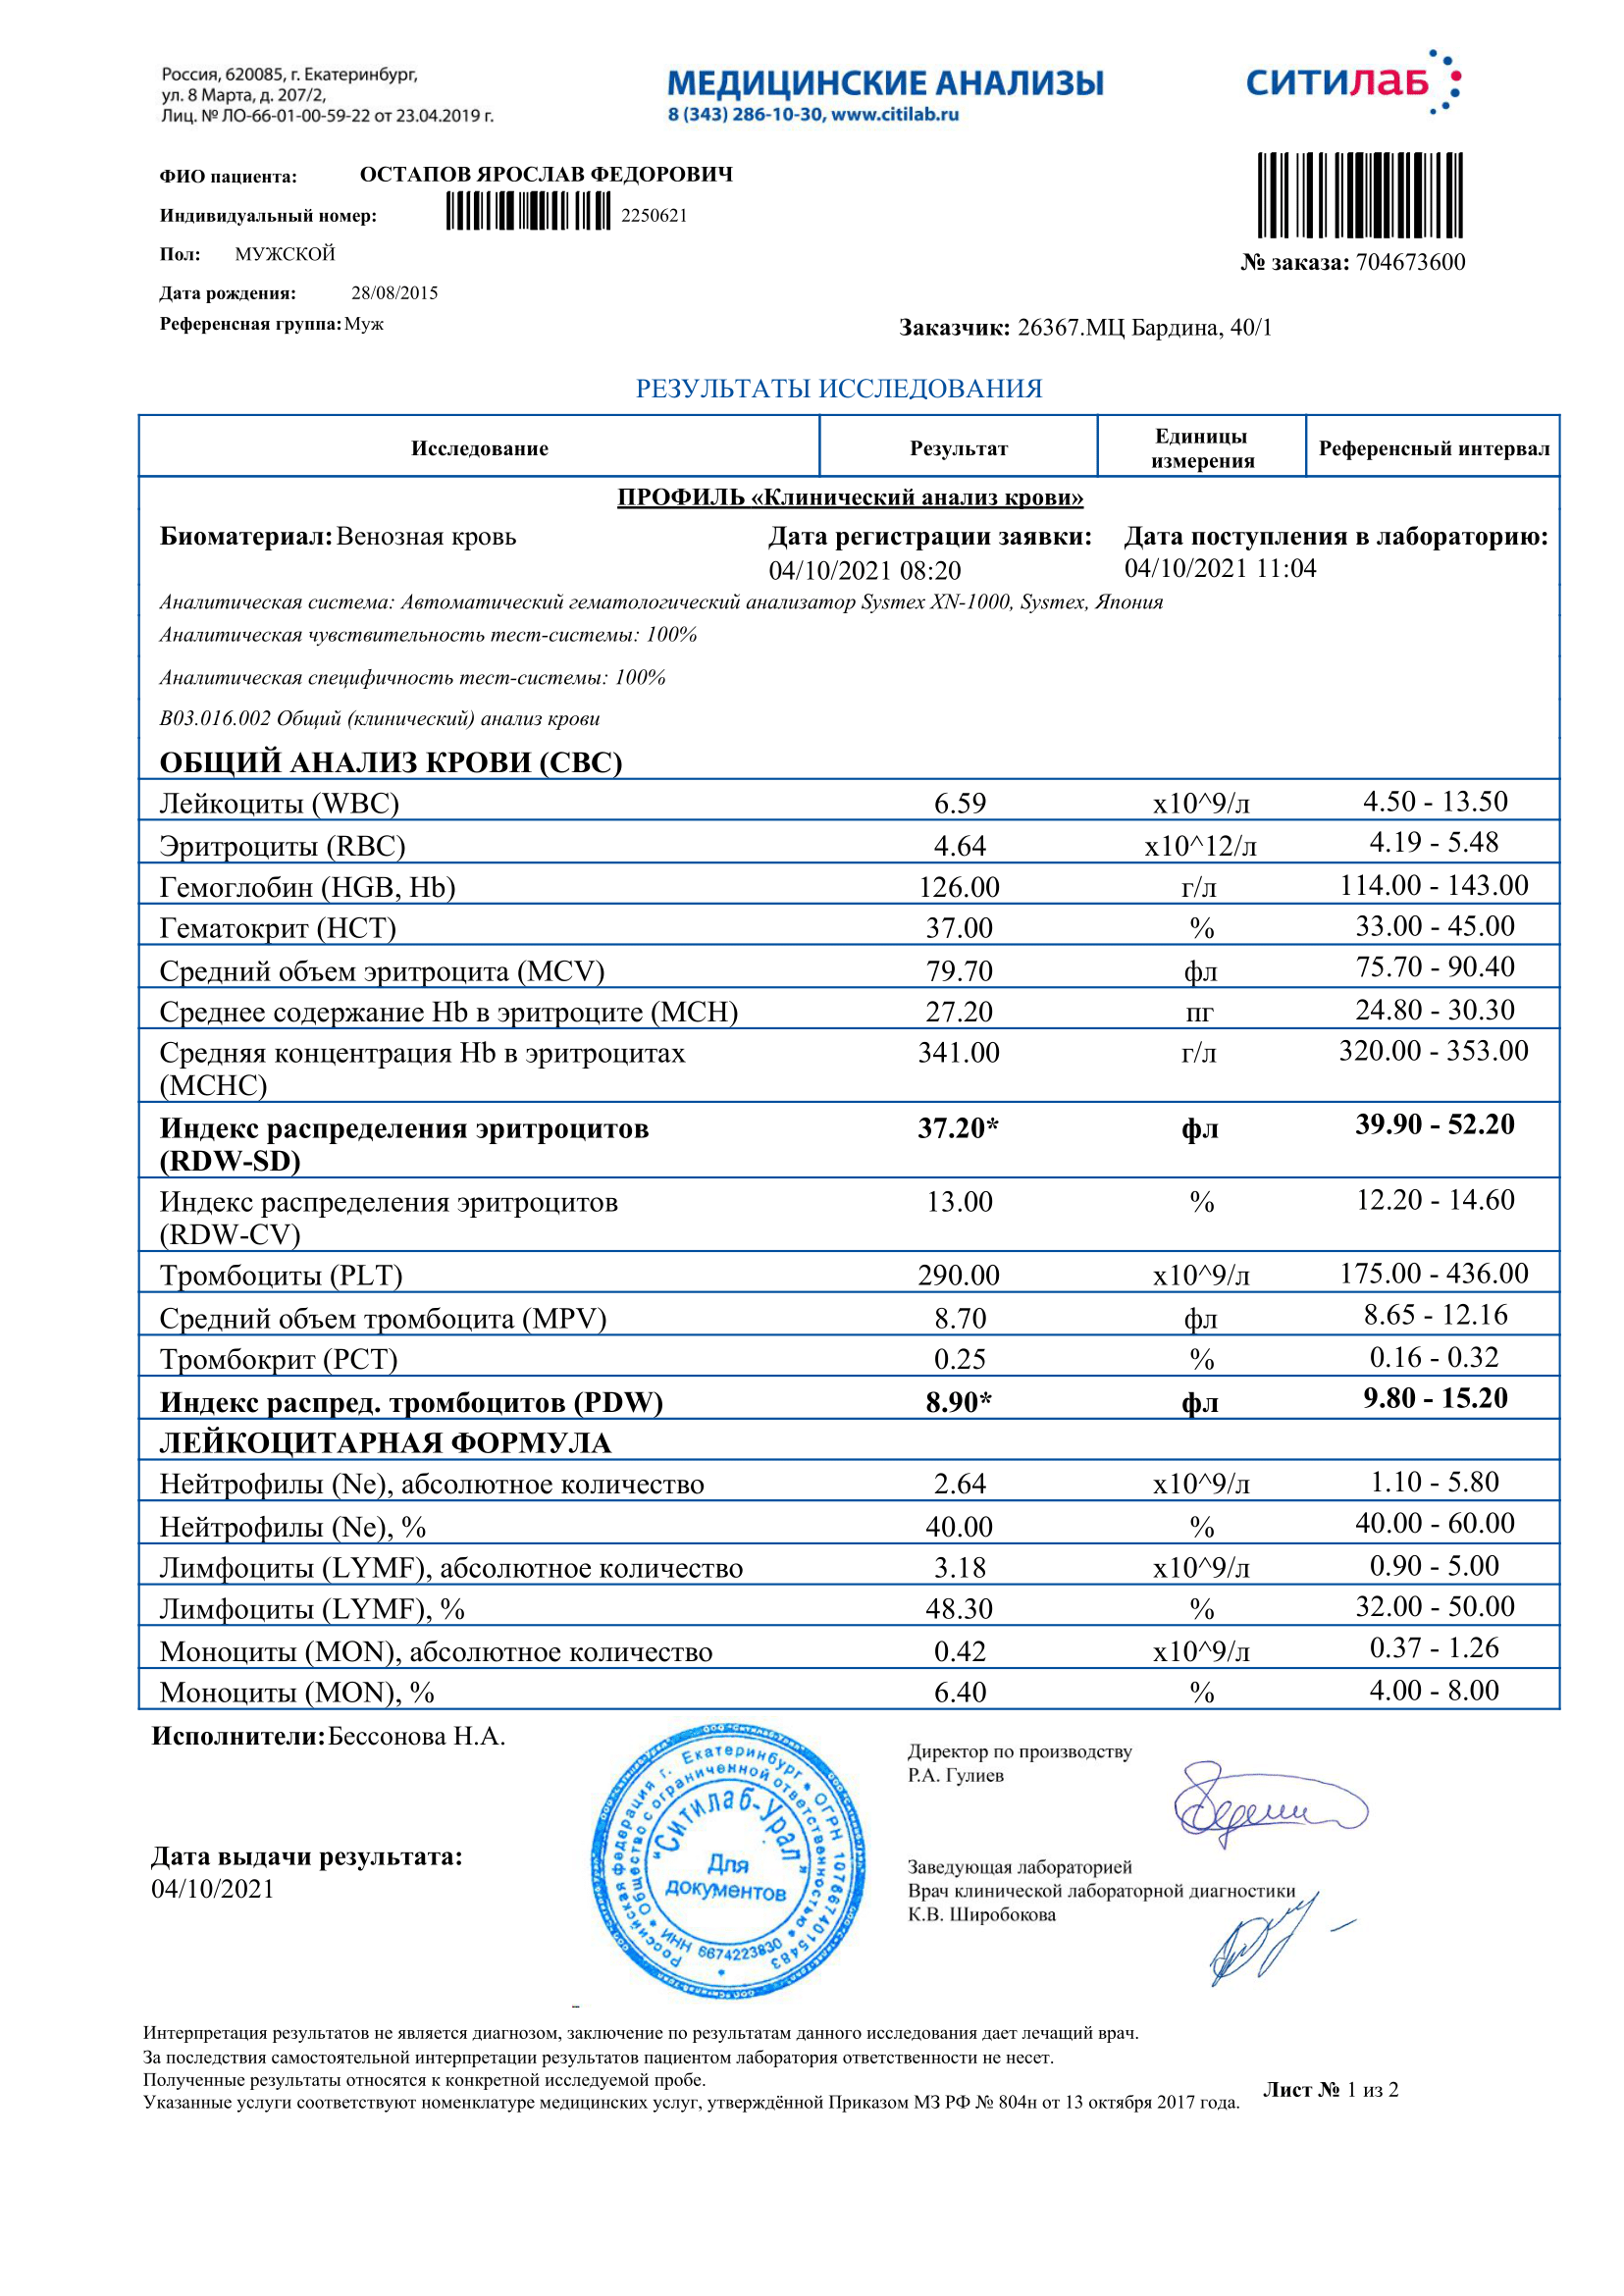 Россия, 620085, г. Екатеринбург,
ул. 8 Марта, д. 207/2,
Лиц. № ЛО-66-01-00-59-22 от 23.04.2019 г.
МЕДИЦИНСКИЕ АНАЛИЗЫ
8 (343) 286-10-30, www.citilab.ru
СИТИЛАБ
ФИО пациента: ОСТАПОВ ЯРОСЛАВ ФЕДОРОВИЧ
Индивидуальный номер: 2250621
Пол: МУЖСКОЙ
№ заказа: 704673600
Дата рождения: 28/08/2015
Референсная группа: Муж
Заказчик: 26367.МЦ Бардина, 40/1
РЕЗУЛЬТАТЫ ИССЛЕДОВАНИЯ
Исследование Результат Единицы измерения Референсный интервал
ПРОФИЛЬ «Клинический анализ крови»
Биоматериал: Венозная кровь Дата регистрации заявки: Дата поступления в лабораторию:
04/10/2021 08:20 04/10/2021 11:04
Аналитическая система: Автоматический гематологический анализатор Sysmex XN-1000, Sysmex, Япония
Аналитическая чувствительность тест-системы: 100%
Аналитическая специфичность тест-системы: 100%
B03.016.002 Общий (клинический) анализ крови
ОБЩИЙ АНАЛИЗ КРОВИ (CBC)
Лейкоциты (WBC) 6.59 x10^9/л 4.50 - 13.50
Эритроциты (RBC) 4.64 x10^12/л 4.19 - 5.48
Гемоглобин (HGB, Hb) 126.00 г/л 114.00 - 143.00
Гематокрит (HCT) 37.00 % 33.00 - 45.00
Средний объем эритроцита (MCV) 79.70 фл 75.70 - 90.40
Среднее содержание Hb в эритроците (MCH) 27.20 пг 24.80 - 30.30
Средняя концентрация Hb в эритроцитах 341.00 г/л 320.00 - 353.00
(MCHC)
Индекс распределения эритроцитов 37.20* фл 39.90 - 52.20
(RDW-SD)
Индекс распределения эритроцитов 13.00 % 12.20 - 14.60
(RDW-CV)
Тромбоциты (PLT) 290.00 x10^9/л 175.00 - 436.00
Средний объем тромбоцита (MPV) 8.70 фл 8.65 - 12.16
Тромбокрит (PCT) 0.25 % 0.16 - 0.32
Индекс распред. тромбоцитов (PDW) 8.90* фл 9.80 - 15.20
ЛЕЙКОЦИТАРНАЯ ФОРМУЛА
Нейтрофилы (Ne), абсолютное количество 2.64 x10^9/л 1.10 - 5.80
Нейтрофилы (Ne), % 40.00 % 40.00 - 60.00
Лимфоциты (LYMF), абсолютное количество 3.18 x10^9/л 0.90 - 5.00
Лимфоциты (LYMF), % 48.30 % 32.00 - 50.00
Моноциты (MON), абсолютное количество 0.42 x10^9/л 0.37 - 1.26
Моноциты (MON), % 6.40 % 4.00 - 8.00
Исполнители: Бессонова Н.А.
Директор по производству
Р.А. Гулиев
Российская федерация г. Екатеринбург • ОГРН 1076674015483
Общество с ограниченной ответственностью • ИНН 6674223830
"Ситилаб-Урал"
Для
документов
Дата выдачи результата:
04/10/2021
Заведующая лабораторией
Врач клинической лабораторной диагностики
К.В. Широбокова
Интерпретация результатов не является диагнозом, заключение по результатам данного исследования дает лечащий врач.
За последствия самостоятельной интерпретации результатов пациентом лаборатория ответственности не несет.
Полученные результаты относятся к конкретной исследуемой пробе.
Указанные услуги соответствуют номенклатуре медицинских услуг, утверждённой Приказом МЗ РФ № 804н от 13 октября 2017 года.
Лист № 1 из 2